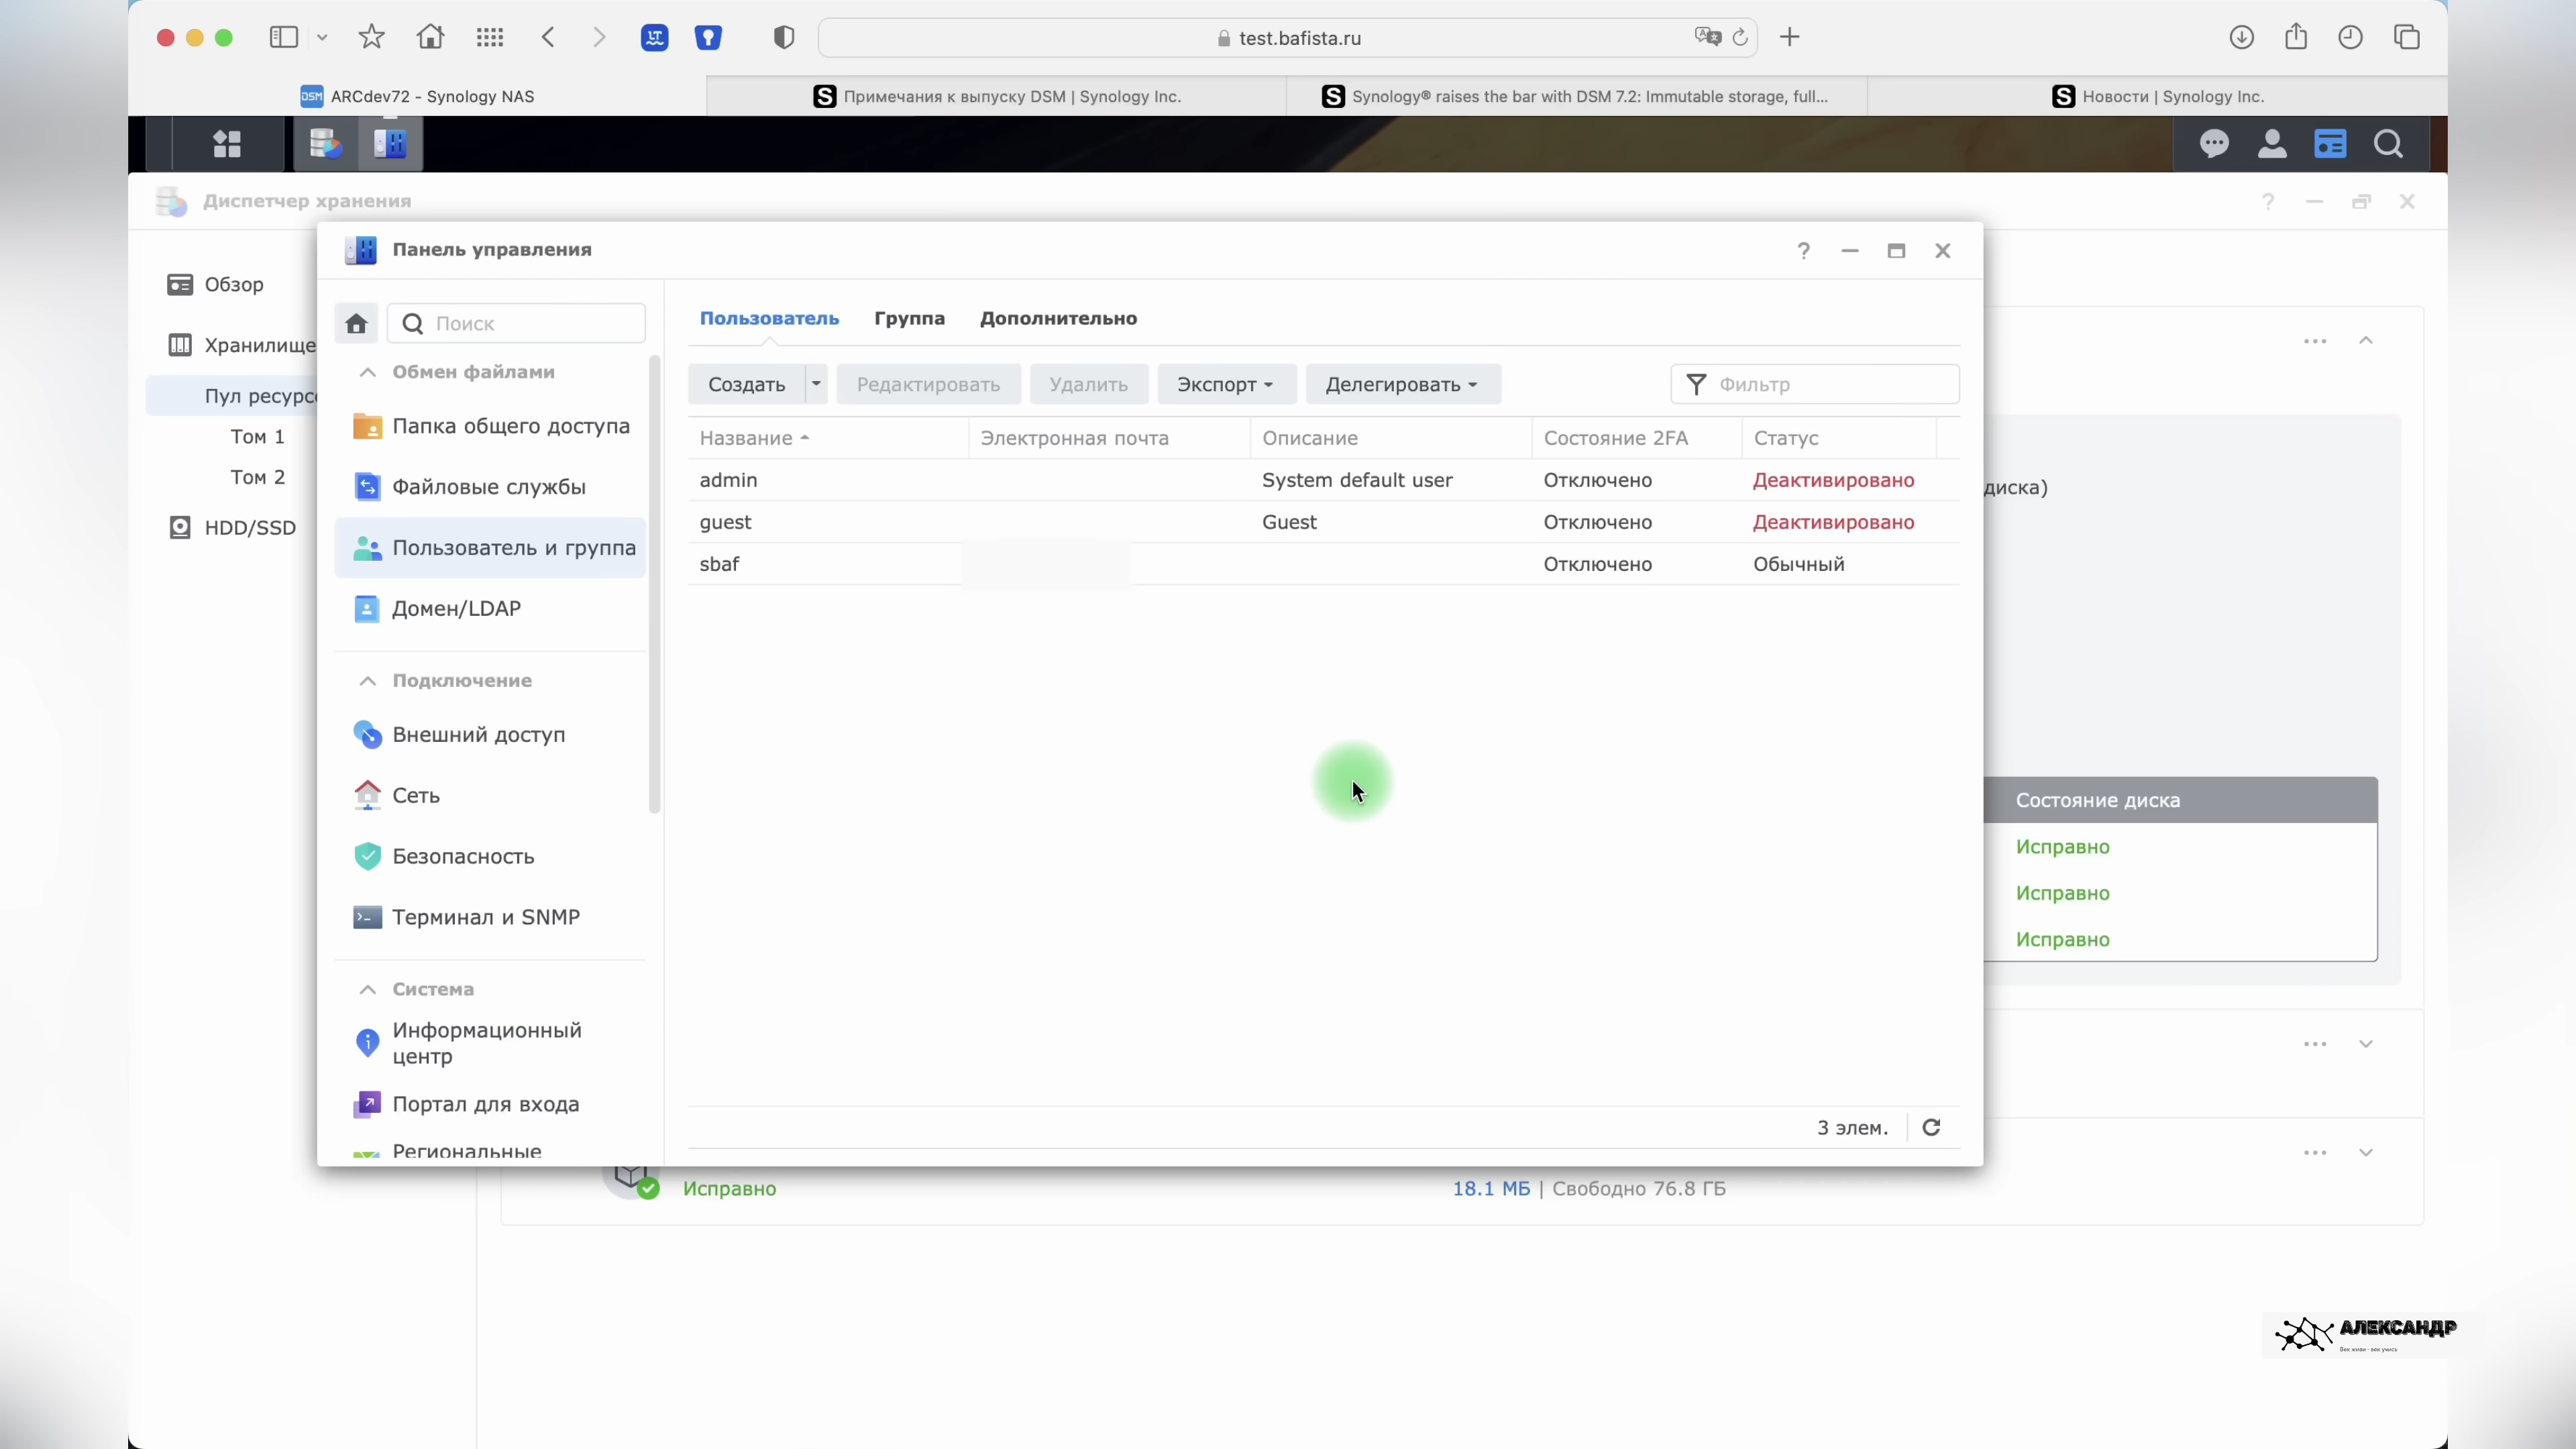 test.bafista.ru
ARCdev72 - Synology NAS
Примечания к выпуску DSM | Synology Inc.
Synology® raises the bar with DSM 7.2: Immutable storage, full...
Новости | Synology Inc.
Диспетчер хранения
Обзор
Хранилище
Пул ресурсо
Том 1
Том 2
HDD/SSD
Панель управления
Поиск
Обмен файлами
Папка общего доступа
Файловые службы
Пользователь и группа
Домен/LDAP
Подключение
Внешний доступ
Сеть
Безопасность
Терминал и SNMP
Система
Информационный
центр
Портал для входа
Региональные
Пользователь Группа Дополнительно
Создать Редактировать Удалить Экспорт Делегировать Фильтр
Название Электронная почта Описание Состояние 2FA Статус
admin System default user Отключено Деактивировано
guest Guest Отключено Деактивировано
sbaf Отключено Обычный
3 элем.
диска)
Состояние диска
Исправно
Исправно
Исправно
Исправно
18.1 МБ | Свободно 76.8 ГБ
АЛЕКСАНДР
Век живи - век учись